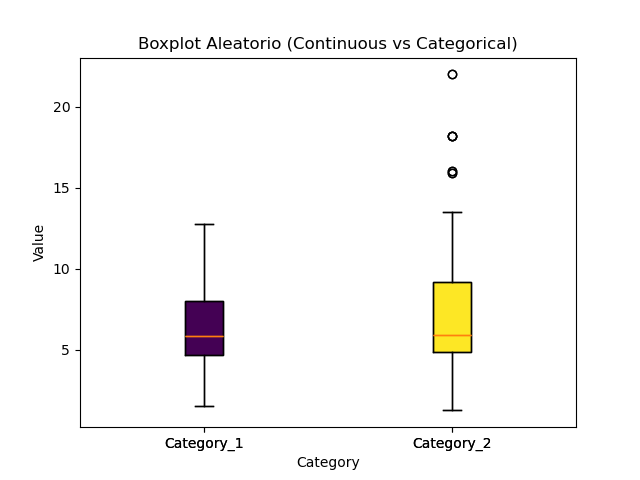 Boxplot Aleatorio (Continuous vs Categorical)
20
15
10
5
Value
Category_1
Category_2
Category